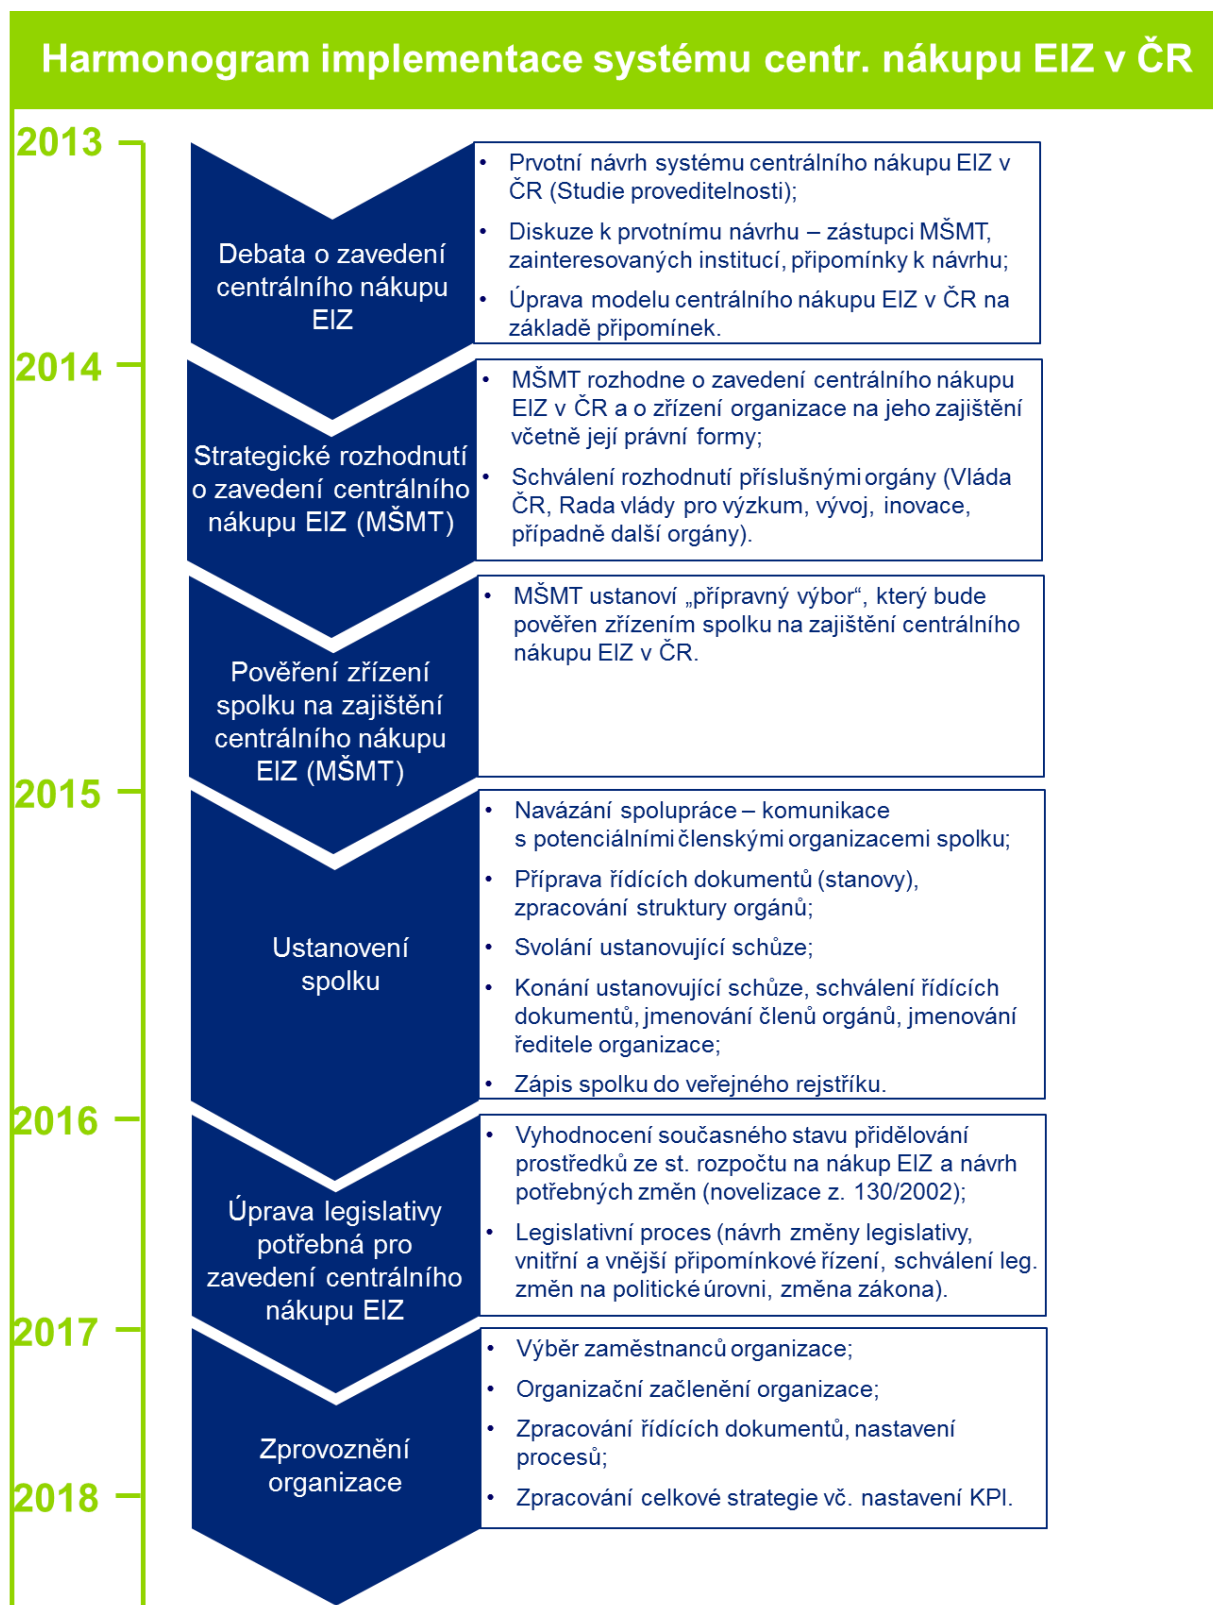 Harmonogram implementace systému centr. nákupu EIZ v ČR
2013
Debata o zavedení
centrálního nákupu
EIZ
• Prvotní návrh systému centrálního nákupu EIZ v
ČR (Studie proveditelnosti);
• Diskuze k prvotnímu návrhu – zástupci MŠMT,
zainteresovaných institucí, připomínky k návrhu;
• Úprava modelu centrálního nákupu EIZ v ČR na
základě připomínek.
2014
Strategické rozhodnutí
o zavedení centrálního
nákupu EIZ (MŠMT)
• MŠMT rozhodne o zavedení centrálního nákupu
EIZ v ČR a o zřízení organizace na jeho zajištění
včetně její právní formy;
• Schválení rozhodnutí příslušnými orgány (Vláda
ČR, Rada vlády pro výzkum, vývoj, inovace,
případně další orgány).
Pověření zřízení
spolku na zajištění
centrálního nákupu
EIZ (MŠMT)
• MŠMT ustanoví „přípravný výbor“, který bude
pověřen zřízením spolku na zajištění centrálního
nákupu EIZ v ČR.
2015
Ustanovení
spolku
• Navázání spolupráce – komunikace
s potenciálními členskými organizacemi spolku;
• Příprava řídících dokumentů (stanovy),
zpracování struktury orgánů;
• Svolání ustanovující schůze;
• Konání ustanovující schůze, schválení řídících
dokumentů, jmenování členů orgánů, jmenování
ředitele organizace;
• Zápis spolku do veřejného rejstříku.
2016
Úprava legislativy
potřebná pro
zavedení centrálního
nákupu EIZ
• Vyhodnocení současného stavu přidělování
prostředků ze st. rozpočtu na nákup EIZ a návrh
potřebných změn (novelizace z. 130/2002);
• Legislativní proces (návrh změny legislativy,
vnitřní a vnější připomínkové řízení, schválení leg.
změn na politické úrovni, změna zákona).
2017
Zprovoznění
organizace
• Výběr zaměstnanců organizace;
• Organizační začlenění organizace;
• Zpracování řídících dokumentů, nastavení
procesů;
• Zpracování celkové strategie vč. nastavení KPI.
2018